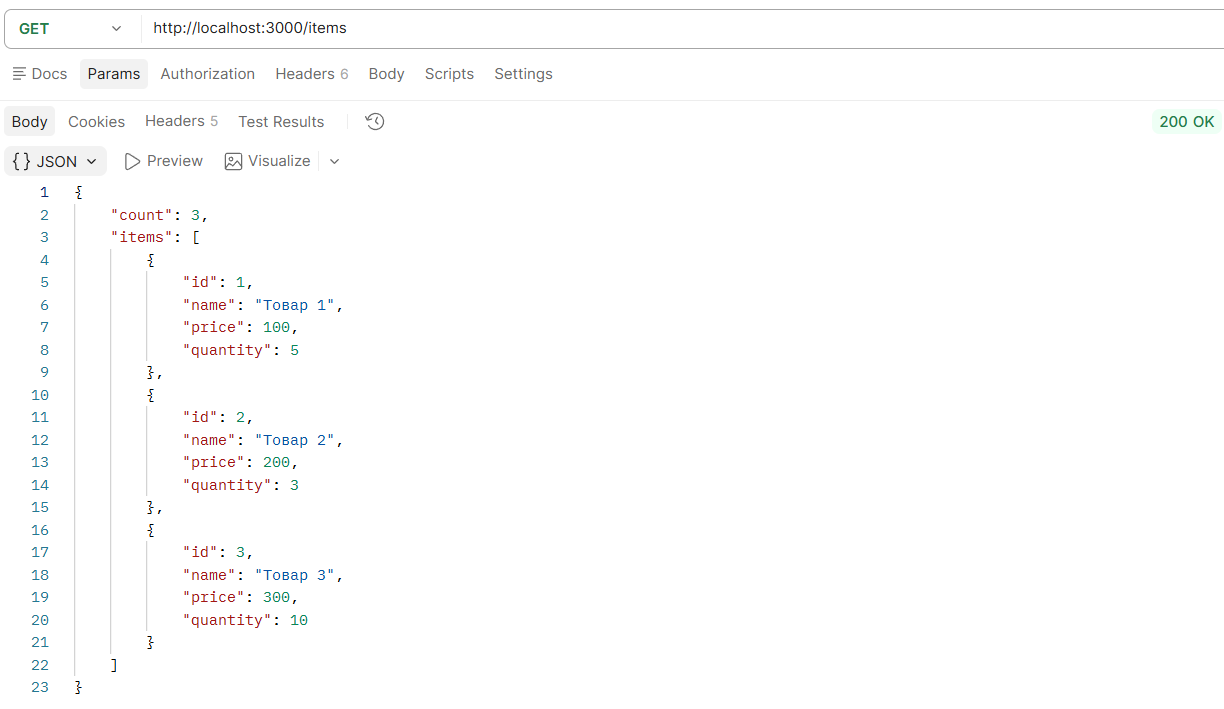 GET http://localhost:3000/items
Docs Params Authorization Headers 6 Body Scripts Settings
Body Cookies Headers 5 Test Results 200 OK
{} JSON Preview Visualize
1 {
2 "count": 3,
3 "items": [
4 {
5 "id": 1,
6 "name": "Товар 1",
7 "price": 100,
8 "quantity": 5
9 },
10 {
11 "id": 2,
12 "name": "Товар 2",
13 "price": 200,
14 "quantity": 3
15 },
16 {
17 "id": 3,
18 "name": "Товар 3",
19 "price": 300,
20 "quantity": 10
21 }
22 ]
23 }